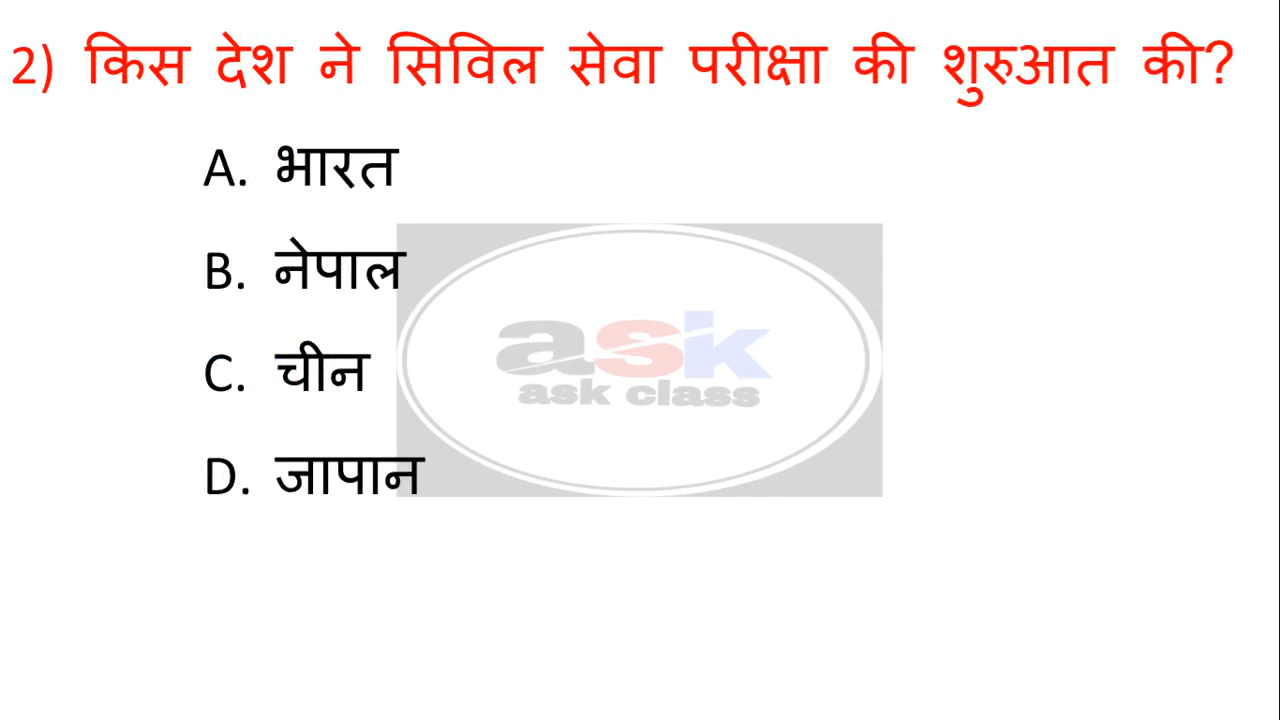 2) किस देश ने सिविल सेवा परीक्षा की शुरुआत की?
A. भारत
B. नेपाल
C. चीन
D. जापान
ask
ask class